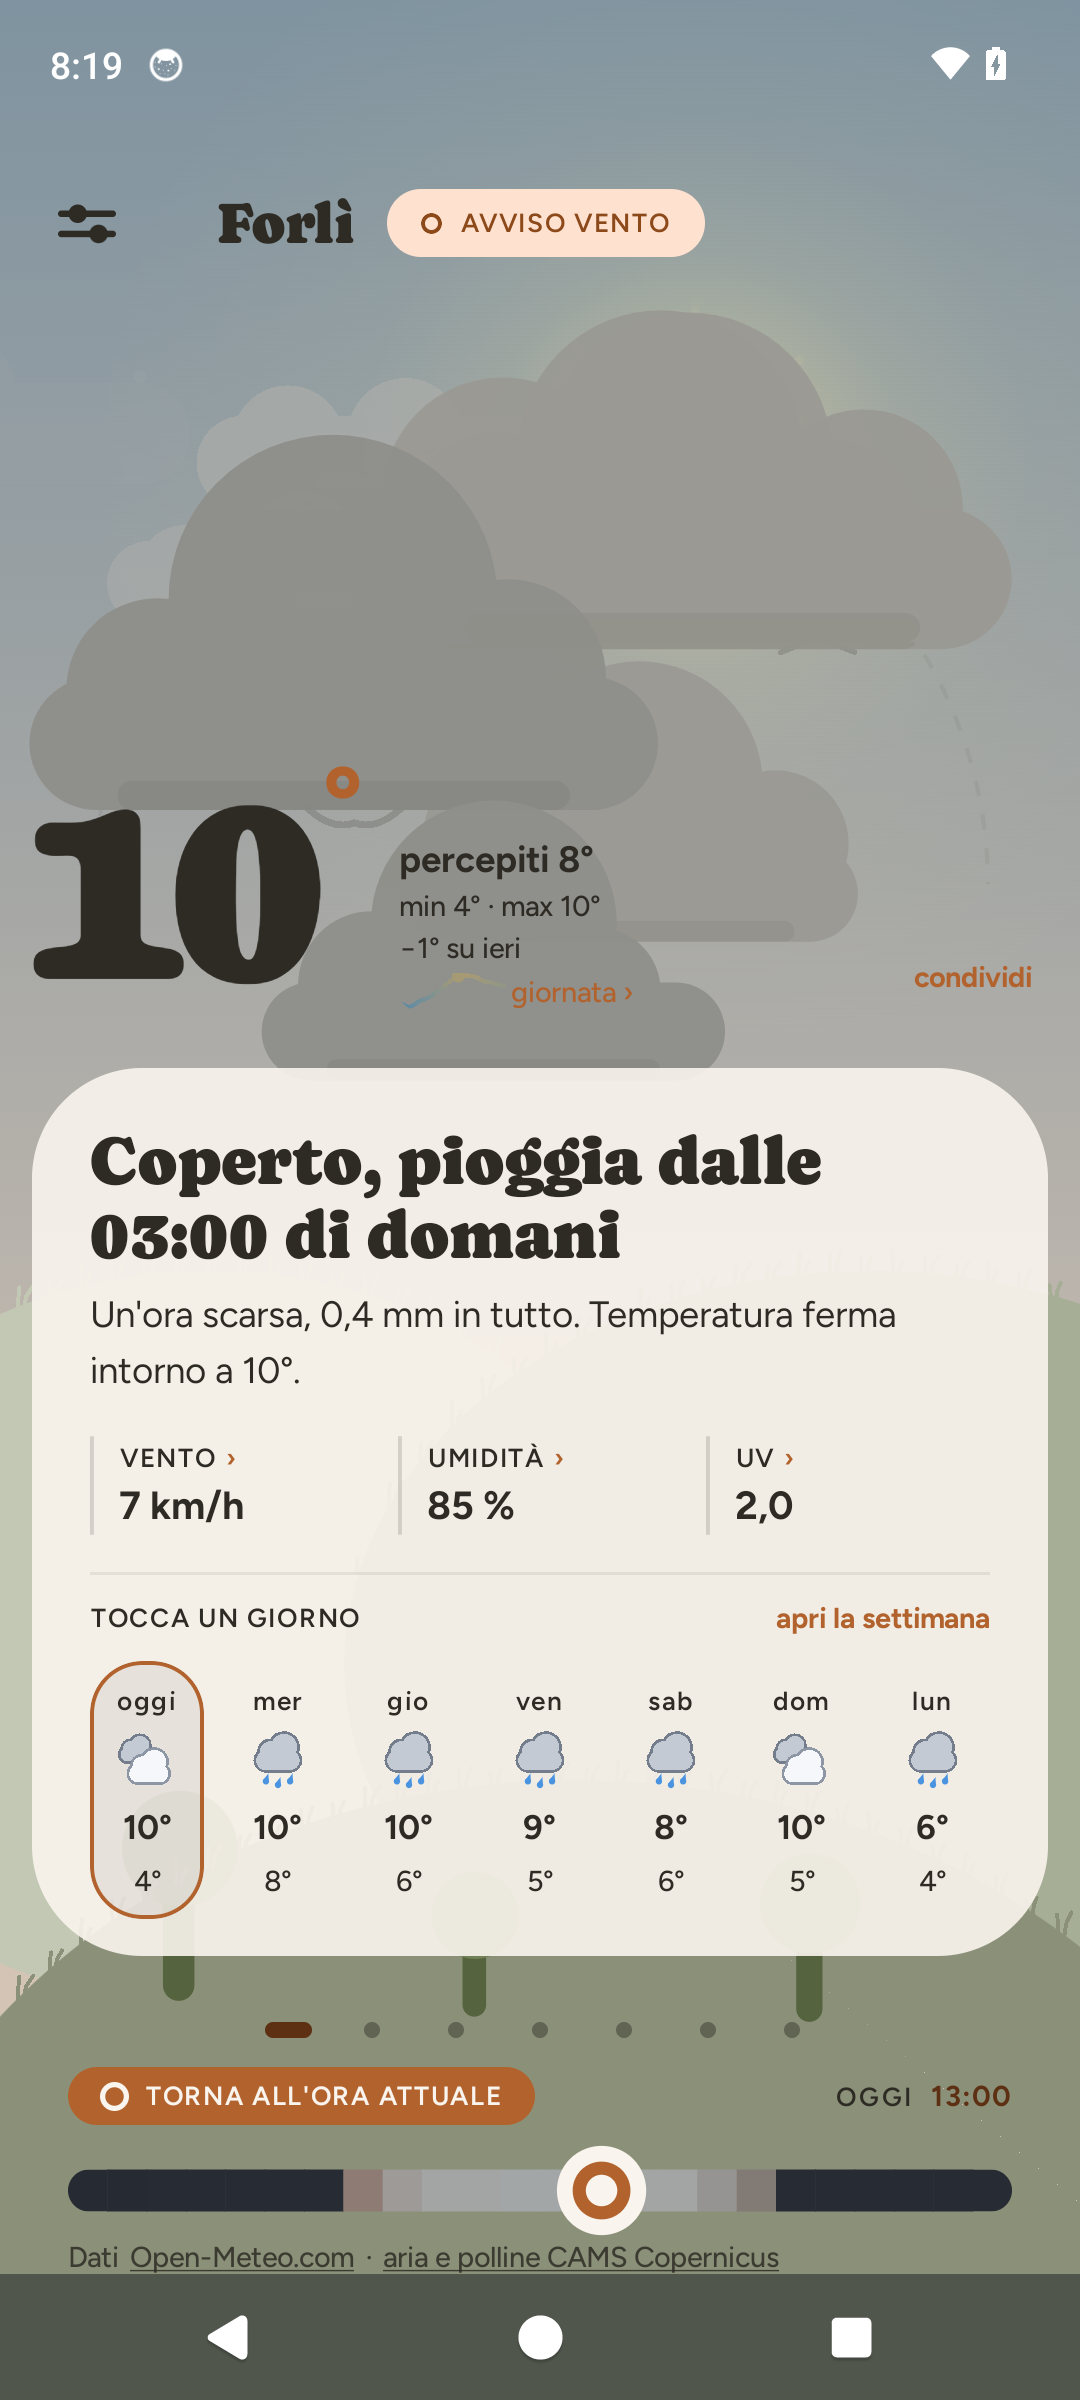 8:19
Forlì
AVVISO VENTO
10
percepiti 8°
min 4° · max 10°
−1° su ieri
giornata ›
condividi
Coperto, pioggia dalle
03:00 di domani
Un'ora scarsa, 0,4 mm in tutto. Temperatura ferma
intorno a 10°.
VENTO › UMIDITÀ › UV ›
7 km/h 85 % 2,0
TOCCA UN GIORNO apri la settimana
oggi mer gio ven sab dom lun
10° 10° 10° 9° 8° 10° 6°
4° 8° 6° 5° 6° 5° 4°
TORNA ALL'ORA ATTUALE OGGI 13:00
Dati Open-Meteo.com · aria e polline CAMS Copernicus